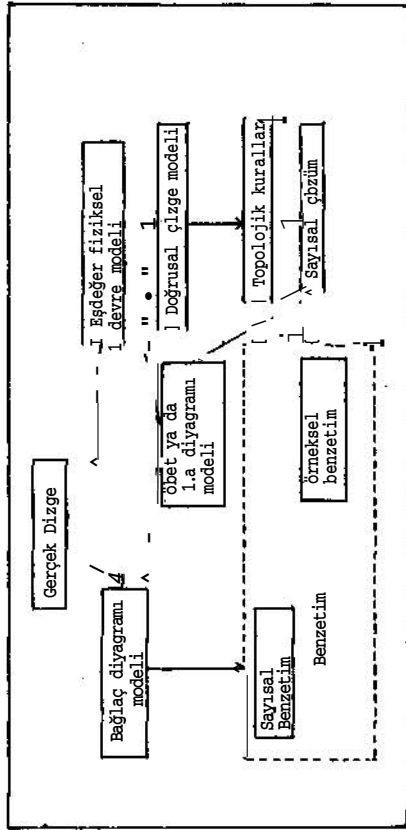 Gerçek Dizge
Bağlaç diyagramı
modeli
Eşdeğer fiziksel
devre modeli
öbet ya da
1.a diyagramı
modeli
Doğrusal çizge modeli
Topolojik kurallar
Sayısal çözüm
Sayısal
Benzetim
örneksel
benzetim
Benzetim